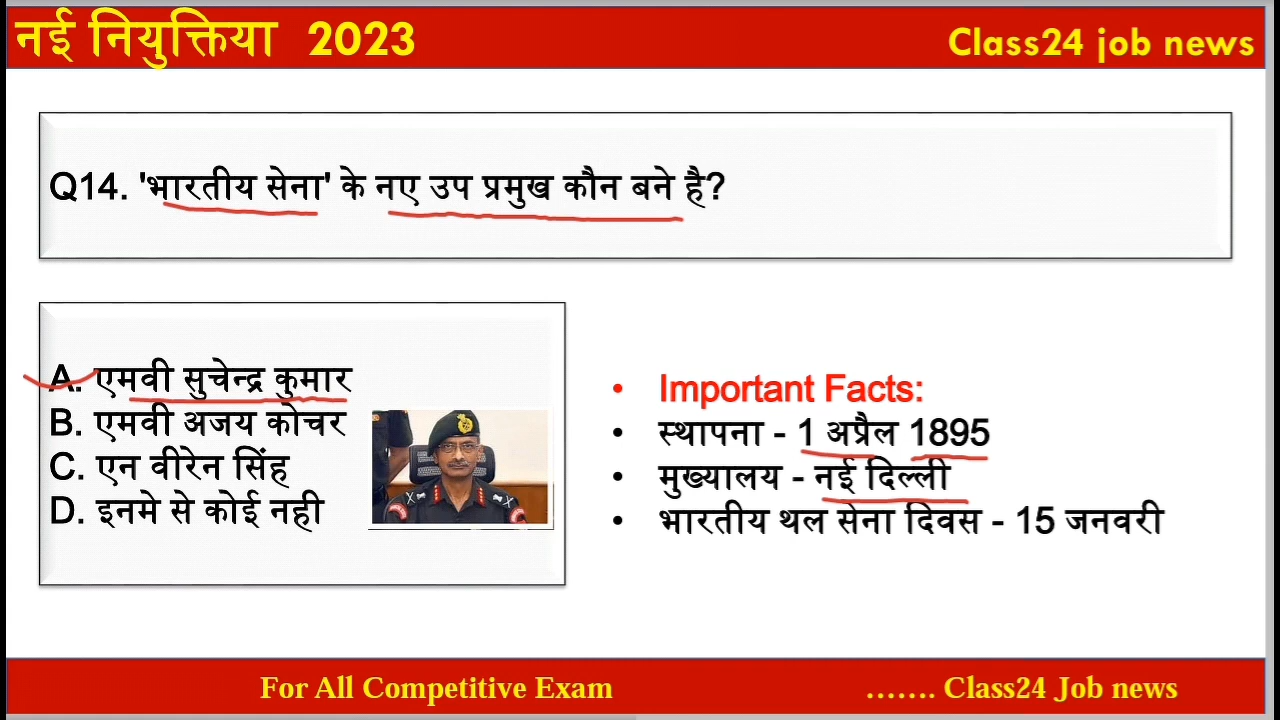 नई नियुक्तिया 2023
Class24 job news
Q14. 'भारतीय सेना' के नए उप प्रमुख कौन बने है?
A. एमवी सुचेन्द्र कुमार
B. एमवी अजय कोचर
C. एन वीरेन सिंह
D. इनमे से कोई नही
• Important Facts:
• स्थापना - 1 अप्रैल 1895
• मुख्यालय - नई दिल्ली
• भारतीय थल सेना दिवस - 15 जनवरी
For All Competitive Exam
....... Class24 Job news